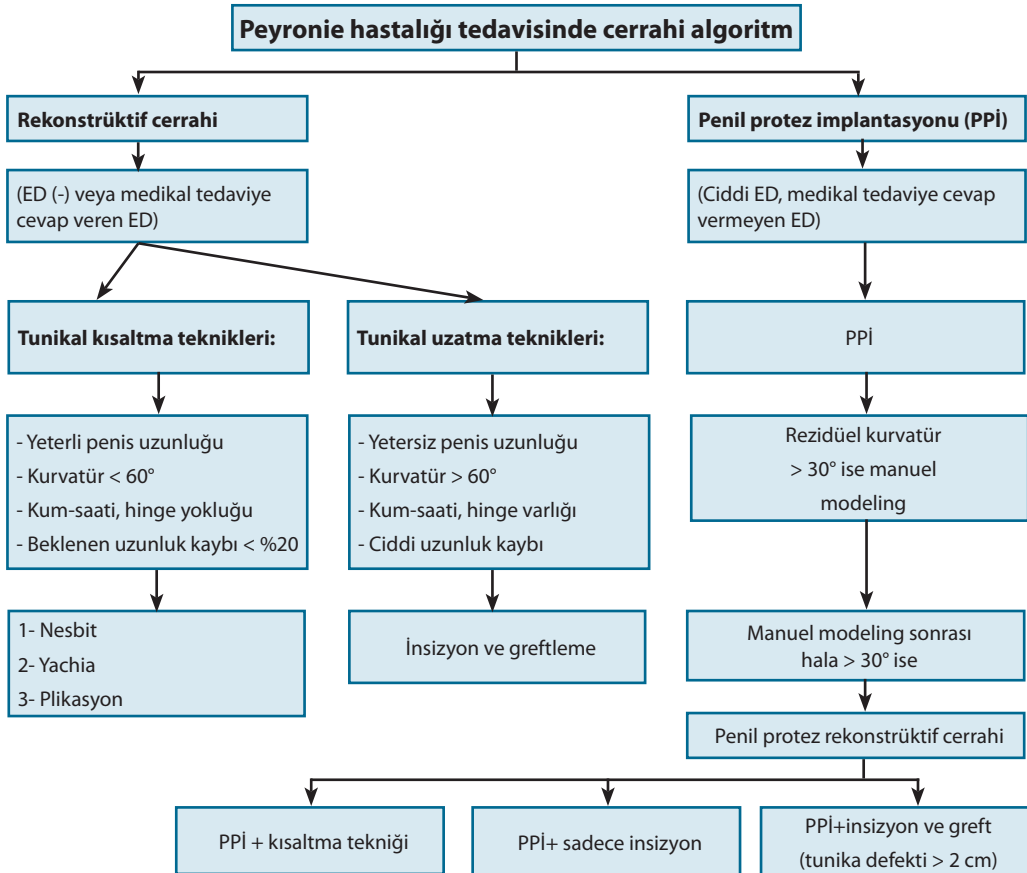 Peyronie hastalığı tedavisinde cerrahi algoritm
Rekonstrüktif cerrahi
Penil protez implantasyonu (PPİ)
(ED (-) veya medikal tedaviye
cevap veren ED)
(Ciddi ED, medikal tedaviye cevap
vermeyen ED)
Tunikal kısaltma teknikleri:
Tunikal uzatma teknikleri:
PPİ
- Yeterli penis uzunluğu
- Kurvatür < 60°
- Kum-saati, hinge yokluğu
- Beklenen uzunluk kaybı < %20
- Yetersiz penis uzunluğu
- Kurvatür > 60°
- Kum-saati, hinge varlığı
- Ciddi uzunluk kaybı
Rezidüel kurvatür
> 30° ise manuel
modeling
1- Nesbit
2- Yachia
3- Plikasyon
İnsizyon ve greftleme
Manuel modeling sonrası
hala > 30° ise
Penil protez rekonstrüktif cerrahi
PPİ + kısaltma tekniği
PPİ+ sadece insizyon
PPİ+insizyon ve greft
(tunika defekti > 2 cm)